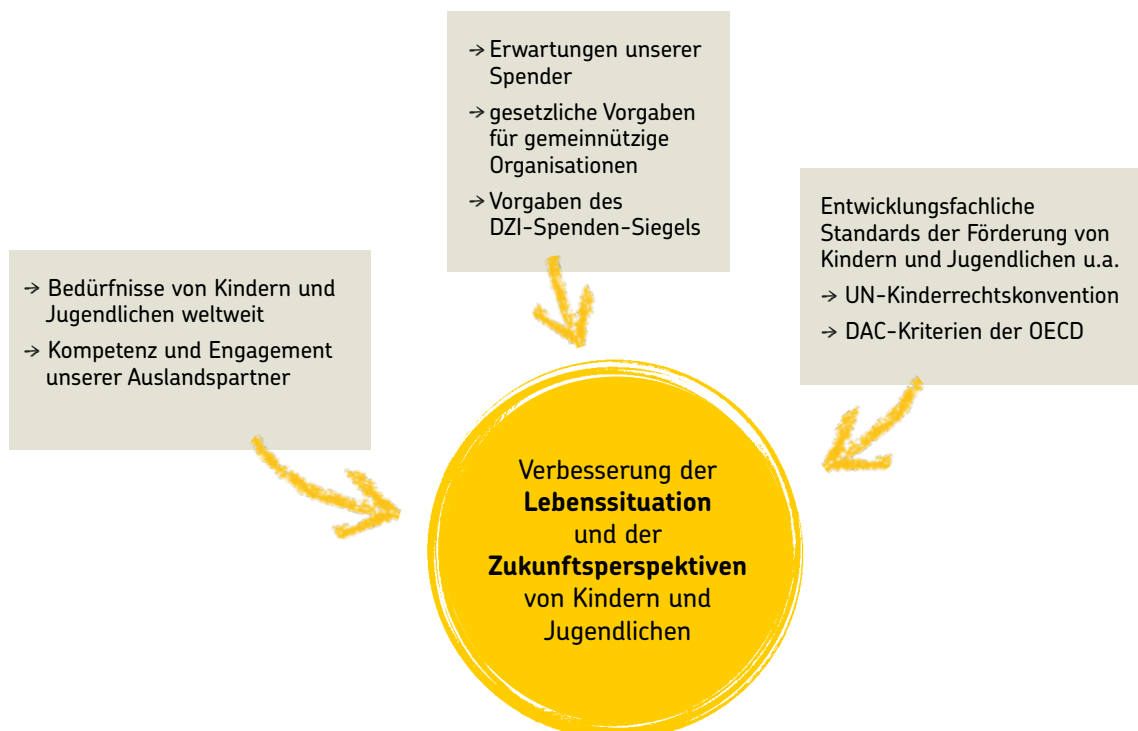 → Erwartungen unserer
Spender
→ gesetzliche Vorgaben
für gemeinnützige
Organisationen
→ Vorgaben des
DZI-Spenden-Siegels
Entwicklungsfachliche
Standards der Förderung von
Kindern und Jugendlichen u.a.
→ UN-Kinderrechtskonvention
→ DAC-Kriterien der OECD
→ Bedürfnisse von Kindern und
Jugendlichen weltweit
→ Kompetenz und Engagement
unserer Auslandspartner
Verbesserung der
Lebenssituation
und der
Zukunftsperspektiven
von Kindern und
Jugendlichen